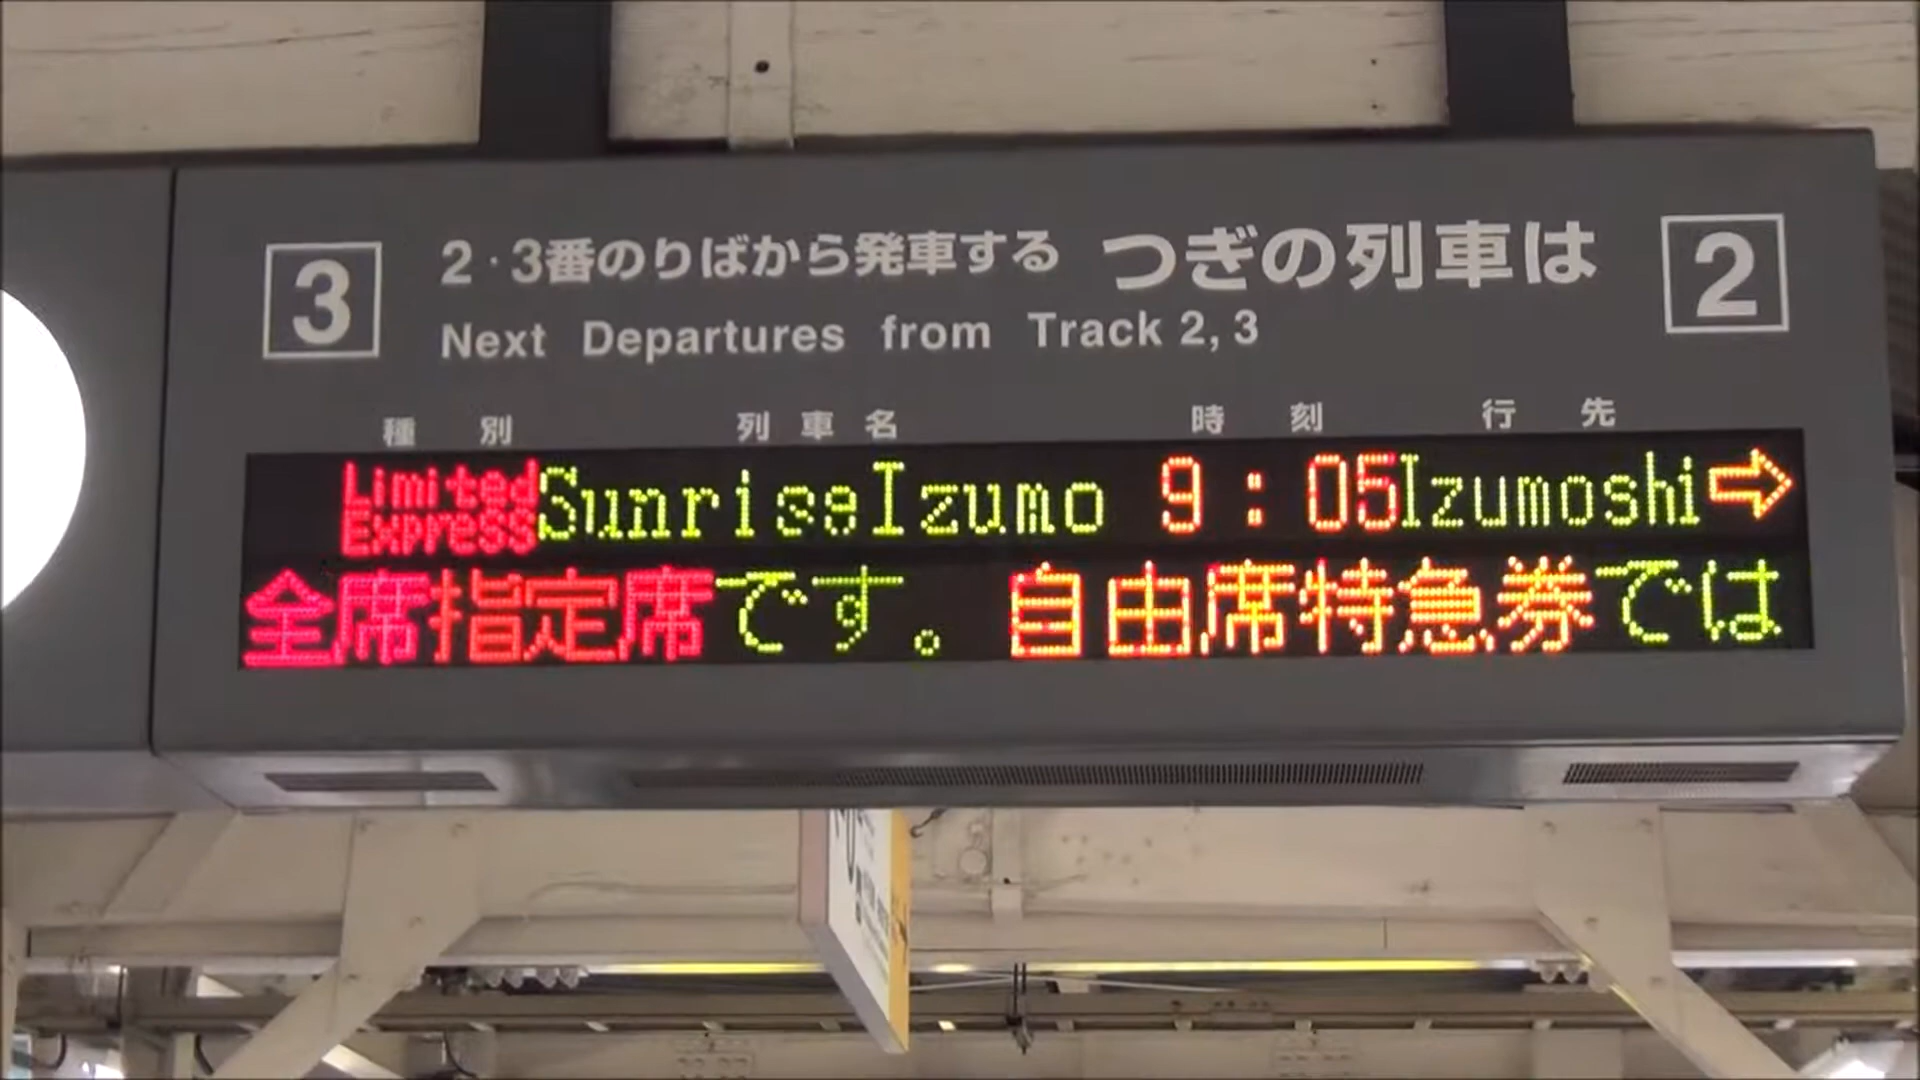 3
2·3番のりばから発車する つぎの列車は
2
Next Departures from Track 2, 3
種別 列車名 時刻 行先
Limited Express SunriseIzumo 9:05 Izumoshi ⇨
全席指定席です。 自由席特急券では